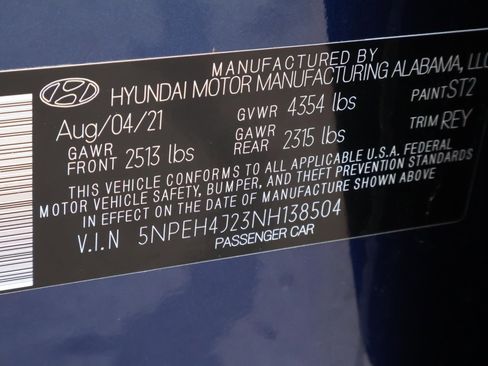 MANUFACTURED BY
HYUNDAI MOTOR MANUFACTURING ALABAMA, LLC
Aug/04/21 GVWR 4354 lbs PAINT ST2
GAWR FRONT 2513 lbs GAWR REAR 2315 lbs TRIM REY
THIS VEHICLE CONFORMS TO ALL APPLICABLE U.S.A. FEDERAL
MOTOR VEHICLE SAFETY, BUMPER, AND THEFT PREVENTION STANDARDS
IN EFFECT ON THE DATE OF MANUFACTURE SHOWN ABOVE
V.I.N 5NPEH4J23NH138504
PASSENGER CAR